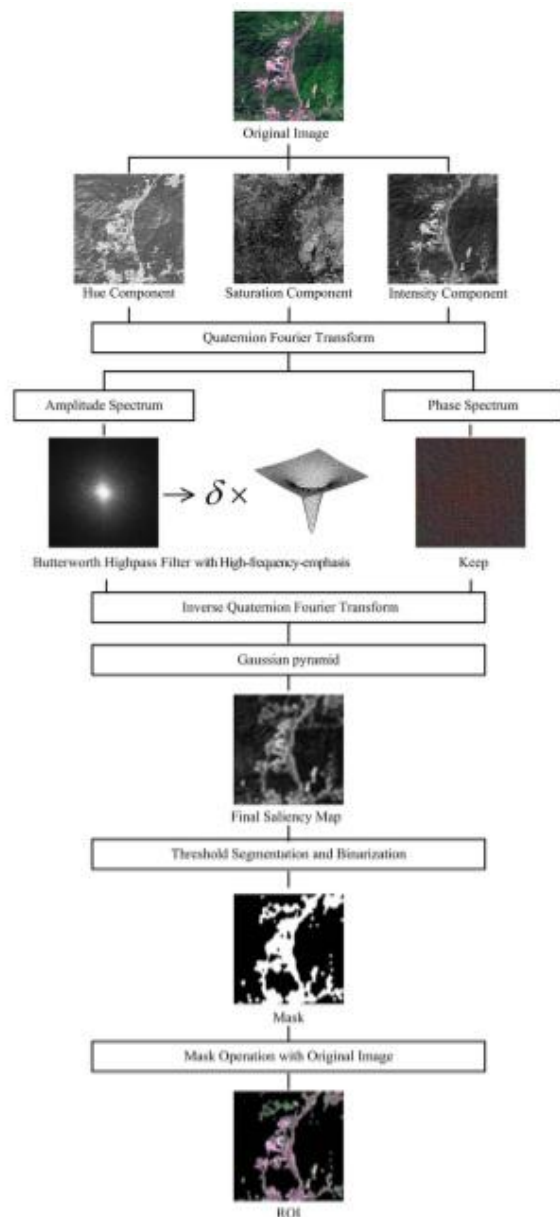 Original Image
Hue Component
Saturation Component
Intensity Component
Quaternion Fourier Transform
Amplitude Spectrum
Phase Spectrum
→ δ ×
Butterworth Highpass Filter with High-frequency-emphasis
Keep
Inverse Quaternion Fourier Transform
Gaussian pyramid
Final Saliency Map
Threshold Segmentation and Binarization
Mask
Mask Operation with Original Image
ROI